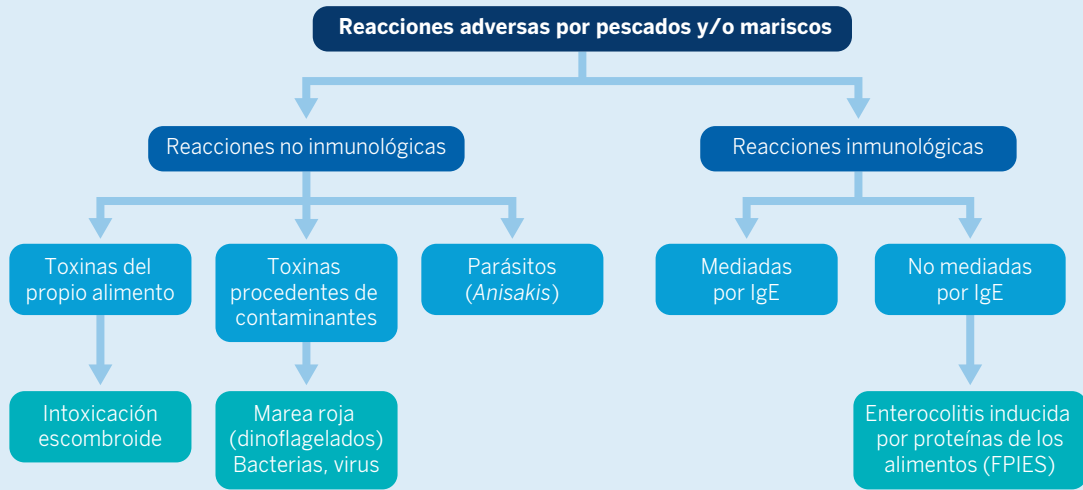 Reacciones adversas por pescados y/o mariscos
Reacciones no inmunológicas
Reacciones inmunológicas
Toxinas del
propio alimento
Toxinas
procedentes de
contaminantes
Parásitos
(Anisakis)
Mediadas
por IgE
No mediadas
por IgE
Intoxicación
escombroide
Marea roja
(dinoflagelados)
Bacterias, virus
Enterocolitis inducida
por proteínas de los
alimentos (FPIES)